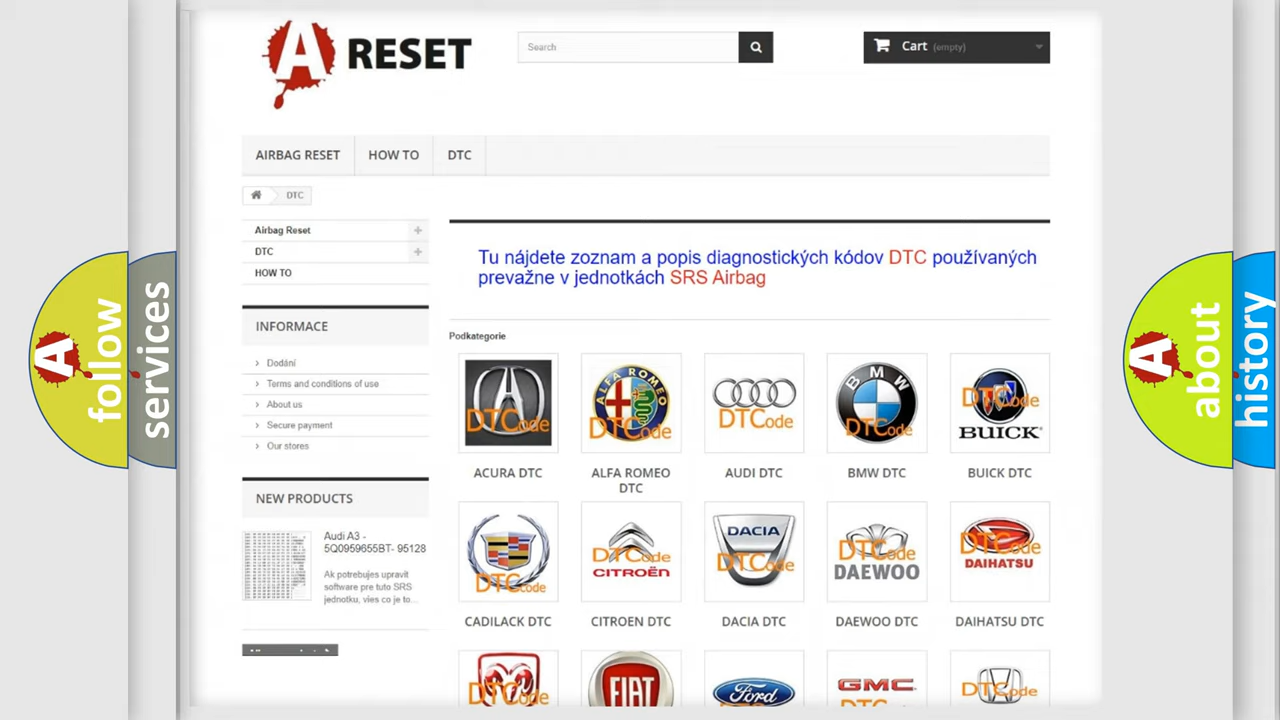 A RESET
Search
Cart (empty)
AIRBAG RESET
HOW TO
DTC
DTC
Airbag Reset
DTC
HOW TO
Tu nájdete zoznam a popis diagnostických kódov DTC používaných
prevažne v jednotkách SRS Airbag
INFORMACE
Dodání
Terms and conditions of use
About us
Secure payment
Our stores
NEW PRODUCTS
Audi A3 -
5Q0959655BT- 95128
Ak potrebujes upravit
software pre tuto SRS
jednotku, vies co je to...
Podkategorie
DTCode
ACURA DTC
ALFA ROMEO
DTCode
ALFA ROMEO
DTC
DTCode
AUDI DTC
BMW
DTCode
BMW DTC
DTCode
BUICK
BUICK DTC
DTCode
CADILACK DTC
DTCode
CITROËN
CITROEN DTC
DACIA
DTCode
DACIA DTC
DTCode
DAEWOO
DAEWOO DTC
DTCode
DAIHATSU
DAIHATSU DTC
DTCode
FIAT
Ford
GMC
DTCode
A follow
services
A about
history